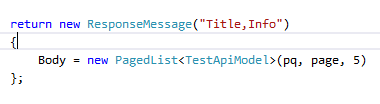 return new ResponseMessage("Title,Info")
{
    Body = new PagedList<TestApiModel>(pq, page, 5)
};